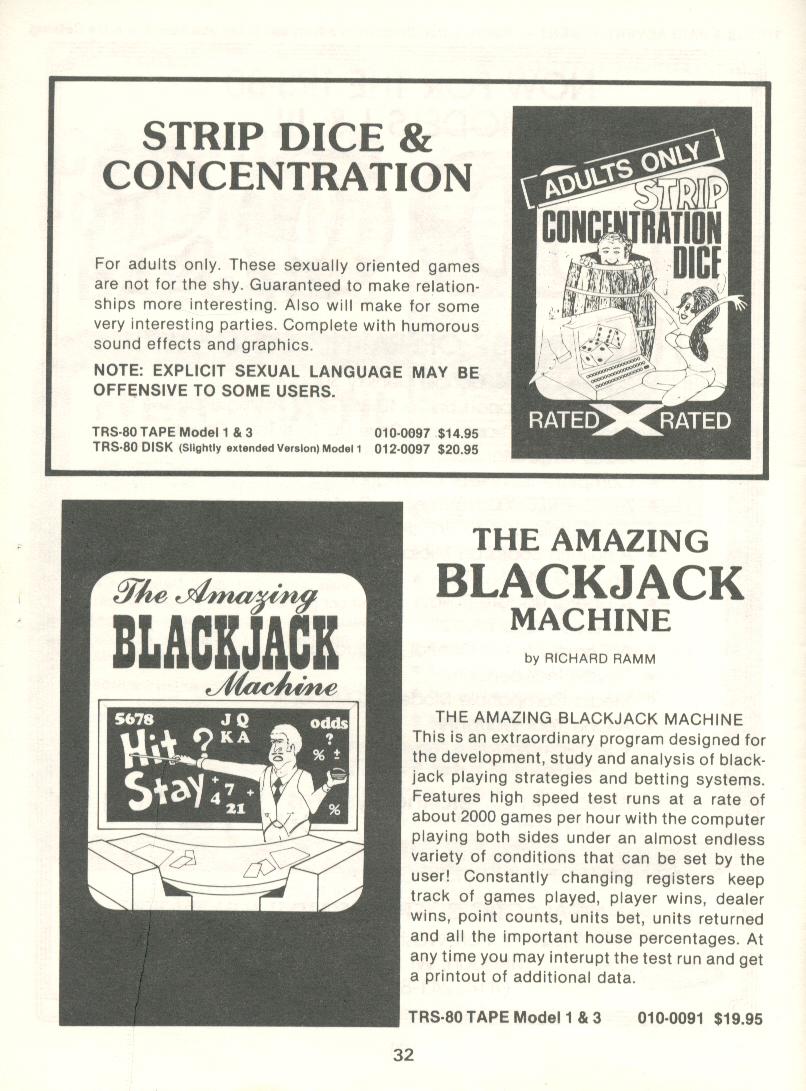 STRIP DICE &
CONCENTRATION
For adults only. These sexually oriented games
are not for the shy. Guaranteed to make relation-
ships more interesting. Also will make for some
very interesting parties. Complete with humorous
sound effects and graphics.
NOTE: EXPLICIT SEXUAL LANGUAGE MAY BE
OFFENSIVE TO SOME USERS.
TRS-80 TAPE Model 1 & 3 010-0097 $14.95
TRS-80 DISK (Slightly extended Version) Model 1 012-0097 $20.95
ADULTS ONLY
STRIP
CONCENTRATION
DICE
RATED X RATED
The Amazing
BLACKJACK
Machine
5678 J Q odds
Hit ? K A ?
% ±
Stay + 7 +
4 21 %
THE AMAZING
BLACKJACK
MACHINE
by RICHARD RAMM
THE AMAZING BLACKJACK MACHINE
This is an extraordinary program designed for
the development, study and analysis of black-
jack playing strategies and betting systems.
Features high speed test runs at a rate of
about 2000 games per hour with the computer
playing both sides under an almost endless
variety of conditions that can be set by the
user! Constantly changing registers keep
track of games played, player wins, dealer
wins, point counts, units bet, units returned
and all the important house percentages. At
any time you may interupt the test run and get
a printout of additional data.
TRS-80 TAPE Model 1 & 3 010-0091 $19.95
32